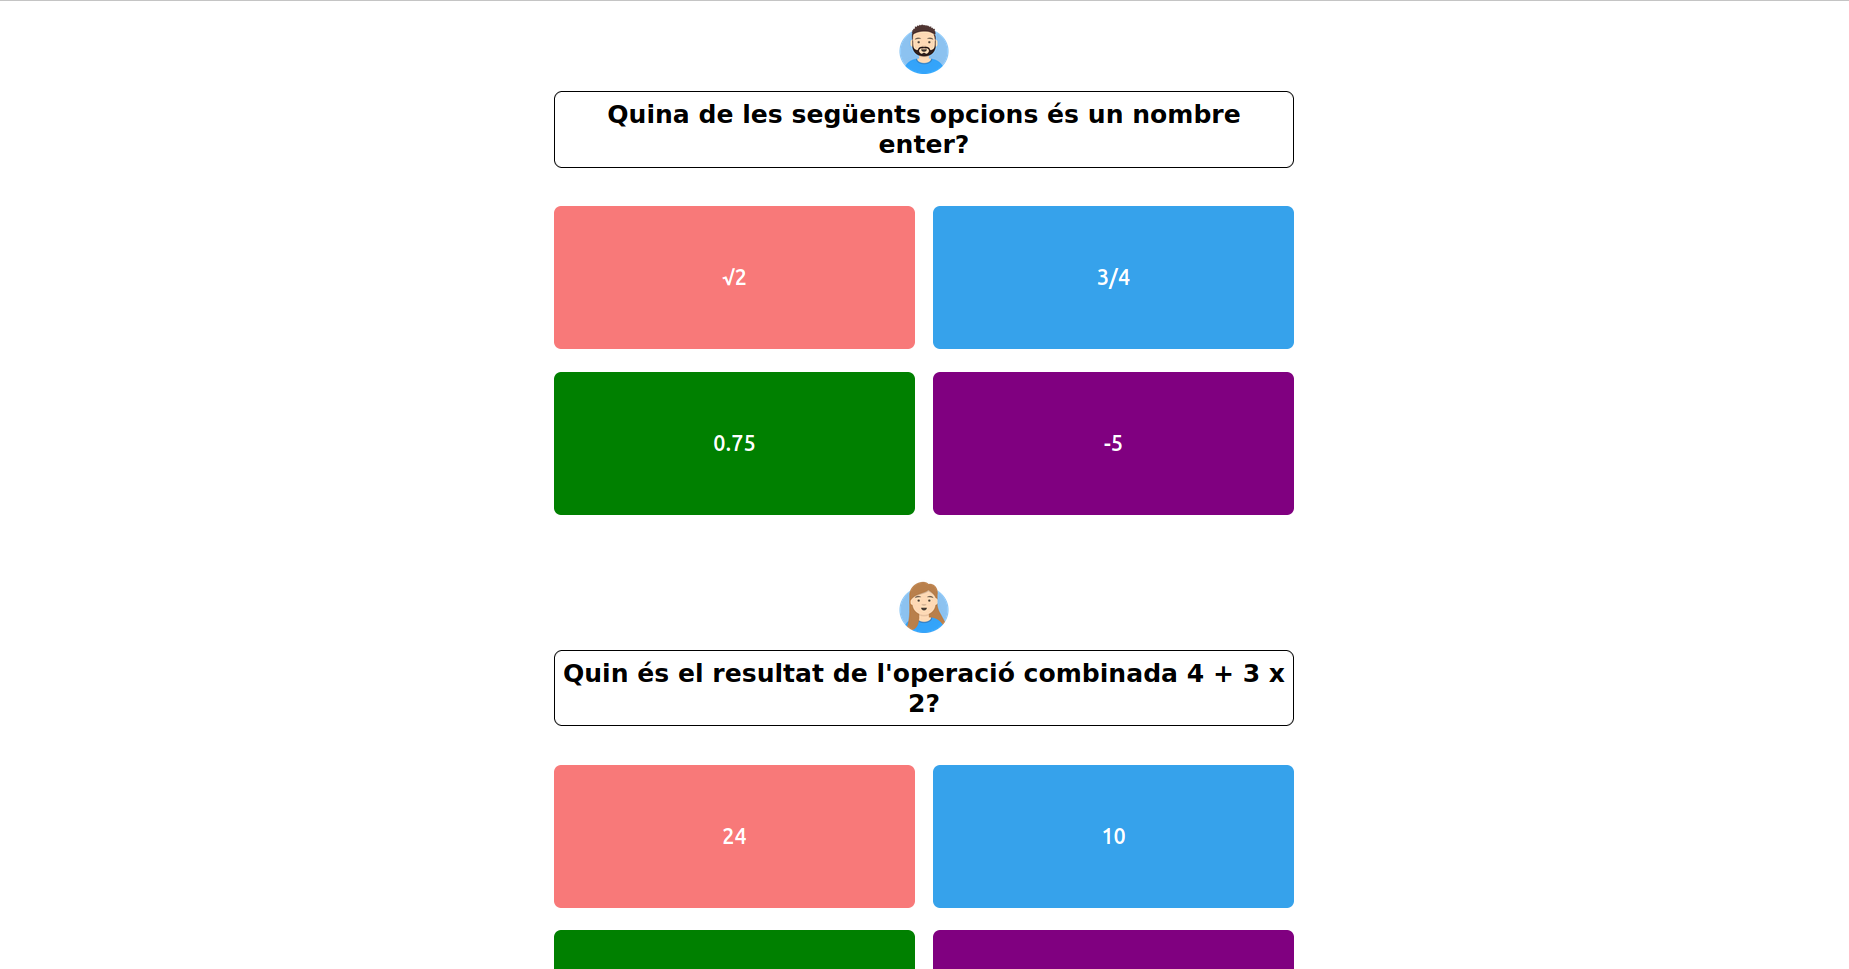 Quina de les següents opcions és un nombre
enter?
√2
3/4
0.75
-5
Quin és el resultat de l'operació combinada 4 + 3 x
2?
24
10